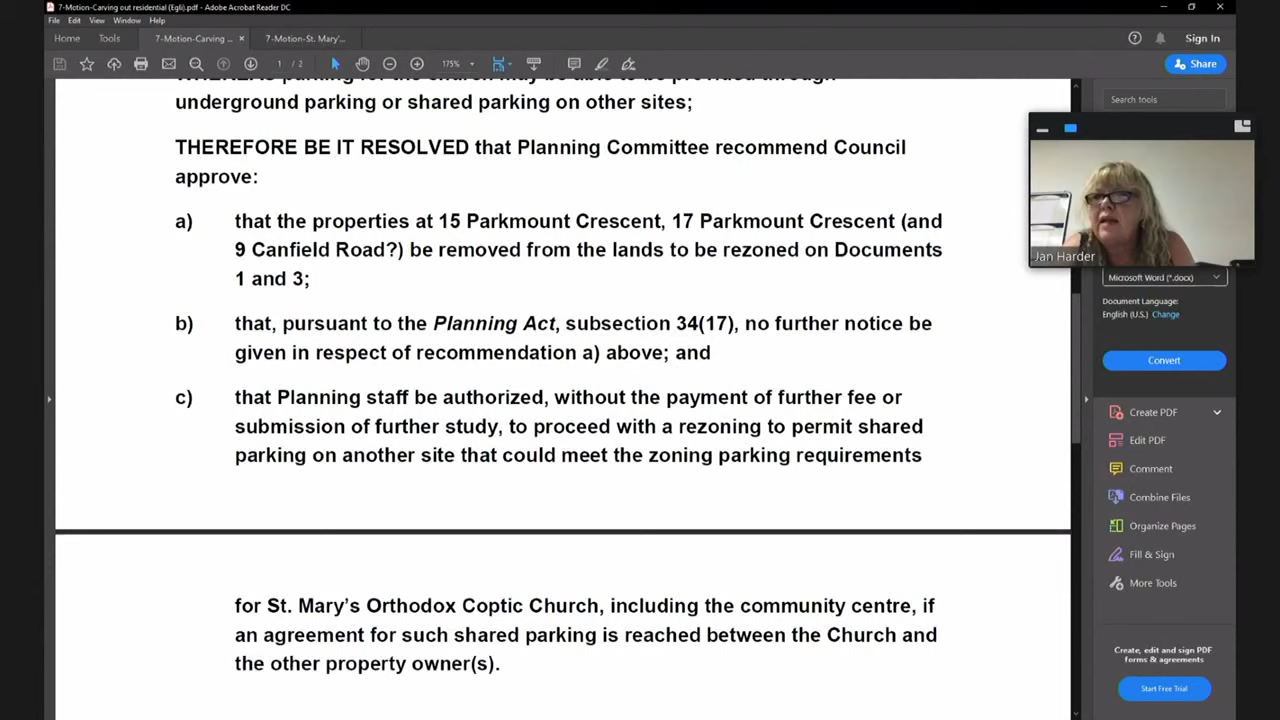 7-Motion-Carving out residential (Egli).pdf - Adobe Acrobat Reader DC
File Edit View Window Help
Home Tools 7-Motion-Carving ... × 7-Motion-St. Mary'... Sign In
1 / 2 175% Share
underground parking or shared parking on other sites;
Search tools
THEREFORE BE IT RESOLVED that Planning Committee recommend Council
approve:
a) that the properties at 15 Parkmount Crescent, 17 Parkmount Crescent (and
9 Canfield Road?) be removed from the lands to be rezoned on Documents
1 and 3;
Jan Harder
Microsoft Word (*.docx)
Document Language:
English (U.S.) Change
Convert
b) that, pursuant to the Planning Act, subsection 34(17), no further notice be
given in respect of recommendation a) above; and
c) that Planning staff be authorized, without the payment of further fee or
submission of further study, to proceed with a rezoning to permit shared
parking on another site that could meet the zoning parking requirements
for St. Mary's Orthodox Coptic Church, including the community centre, if
an agreement for such shared parking is reached between the Church and
the other property owner(s).
Create PDF
Edit PDF
Comment
Combine Files
Organize Pages
Fill & Sign
More Tools
Create, edit and sign PDF
forms & agreements
Start Free Trial